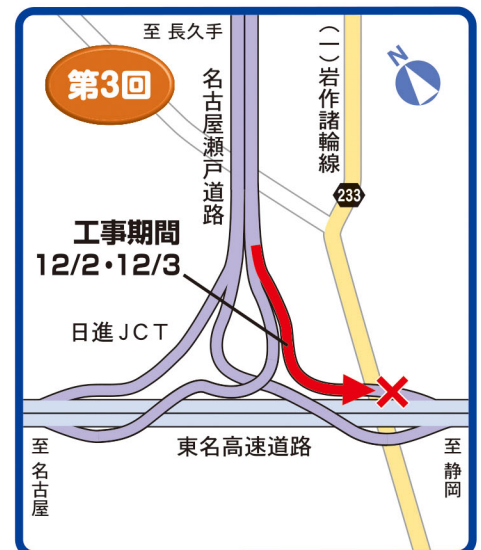 至 長久手
第3回
名古屋瀬戸道路
(一)岩作諸輪線
N
233
工事期間
12/2・12/3
日進JCT
東名高速道路
至 名古屋
至 静岡